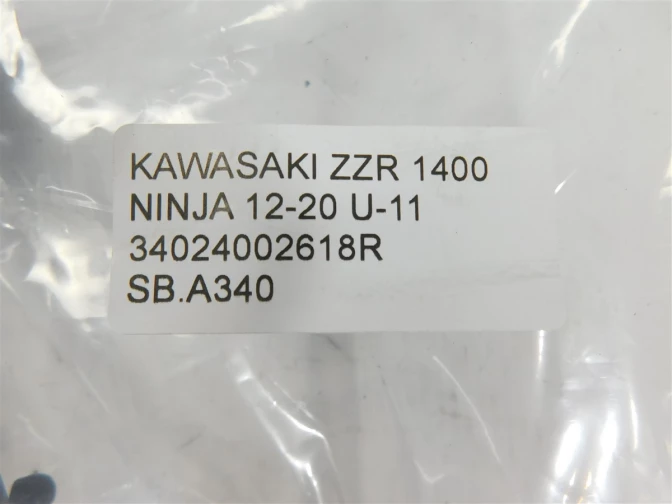 KAWASAKI ZZR 1400
NINJA 12-20 U-11
34024002618R
SB.A340